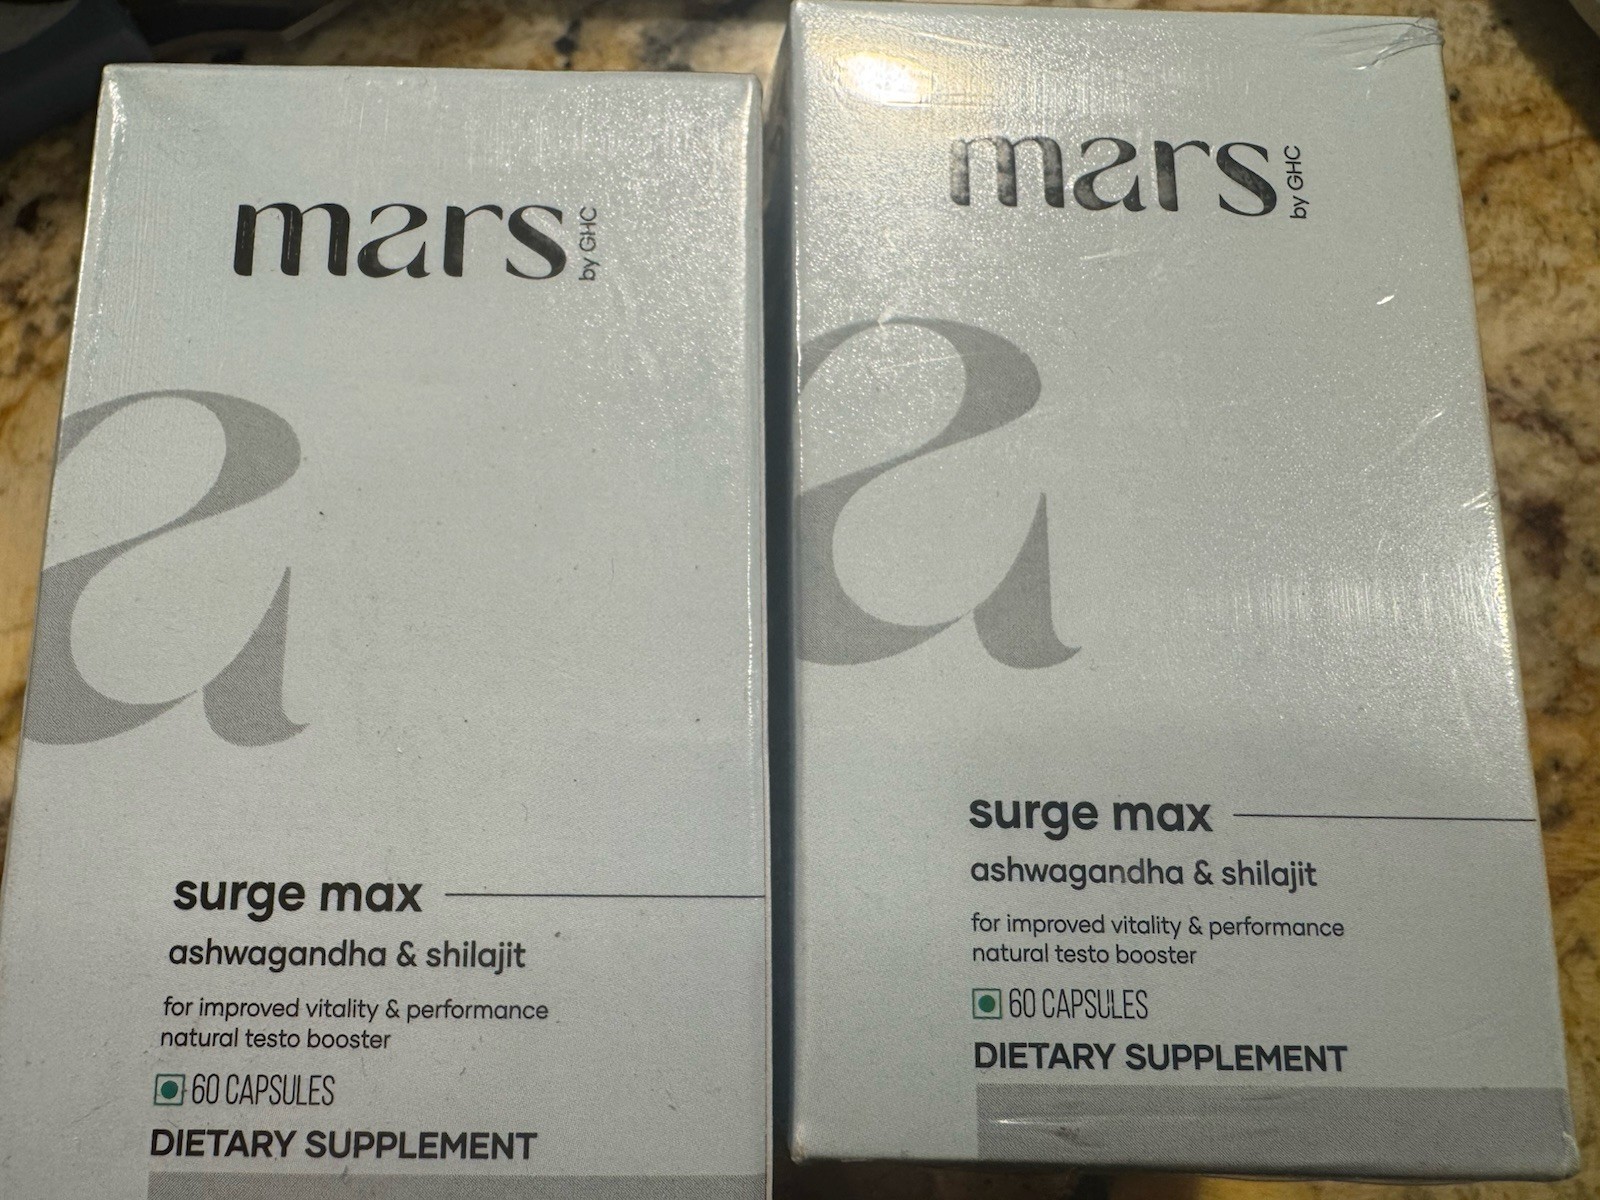 mars by GHC
a
surge max
ashwagandha & shilajit
for improved vitality & performance
natural testo booster
60 CAPSULES
DIETARY SUPPLEMENT
mars by GHC
a
surge max
ashwagandha & shilajit
for improved vitality & performance
natural testo booster
60 CAPSULES
DIETARY SUPPLEMENT